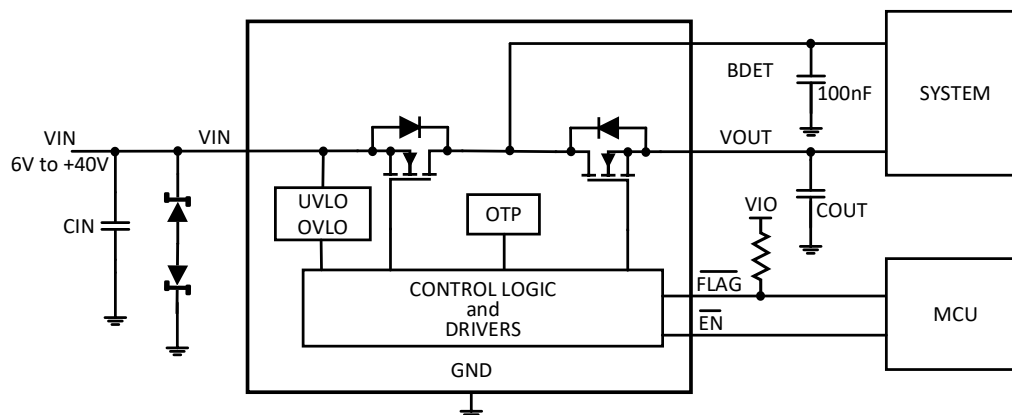 BDET
100nF
SYSTEM
VIN
6V to +40V
VIN
VOUT
UVLO
OVLO
OTP
CIN
VIO
COUT
CONTROL LOGIC
and
DRIVERS
FLAG
EN
MCU
GND